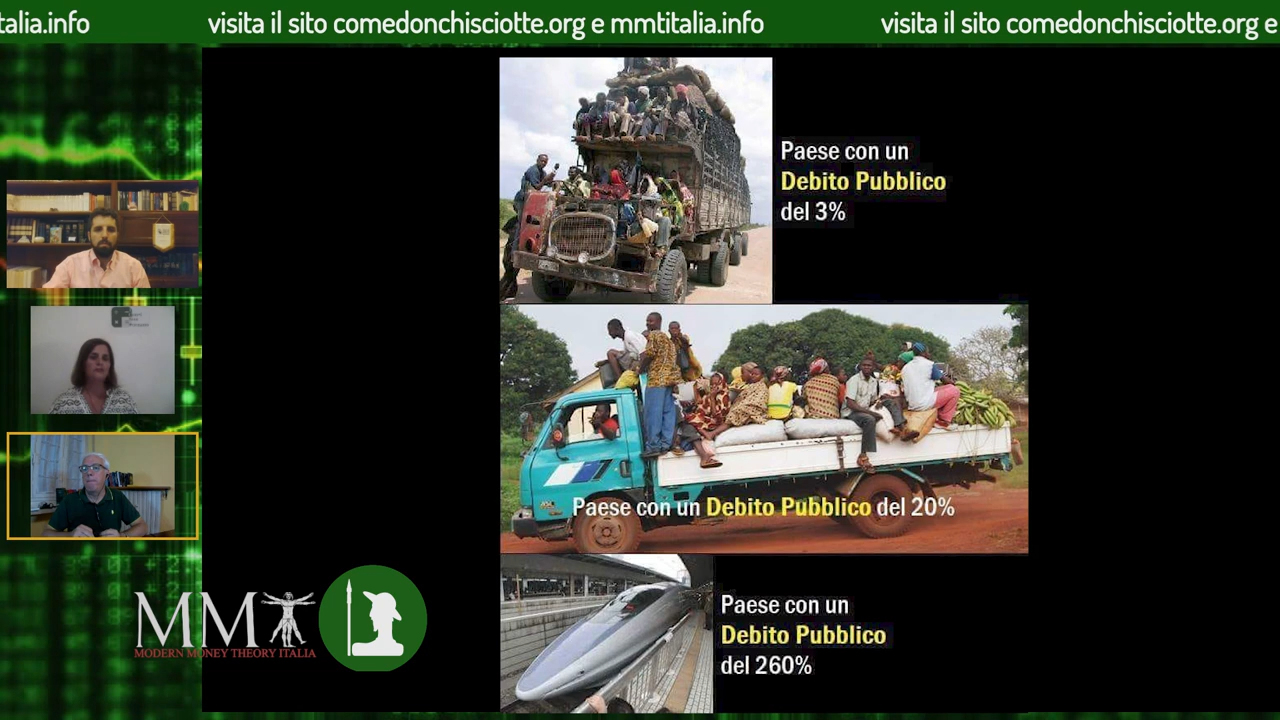 talia.info
visita il sito comedonchisciotte.org e mmtitalia.info
visita il sito comedonchisciotte.org e
Paese con un
Debito Pubblico
del 3%
Paese con un Debito Pubblico del 20%
Paese con un
Debito Pubblico
del 260%
MMT
MODERN MONEY THEORY ITALIA